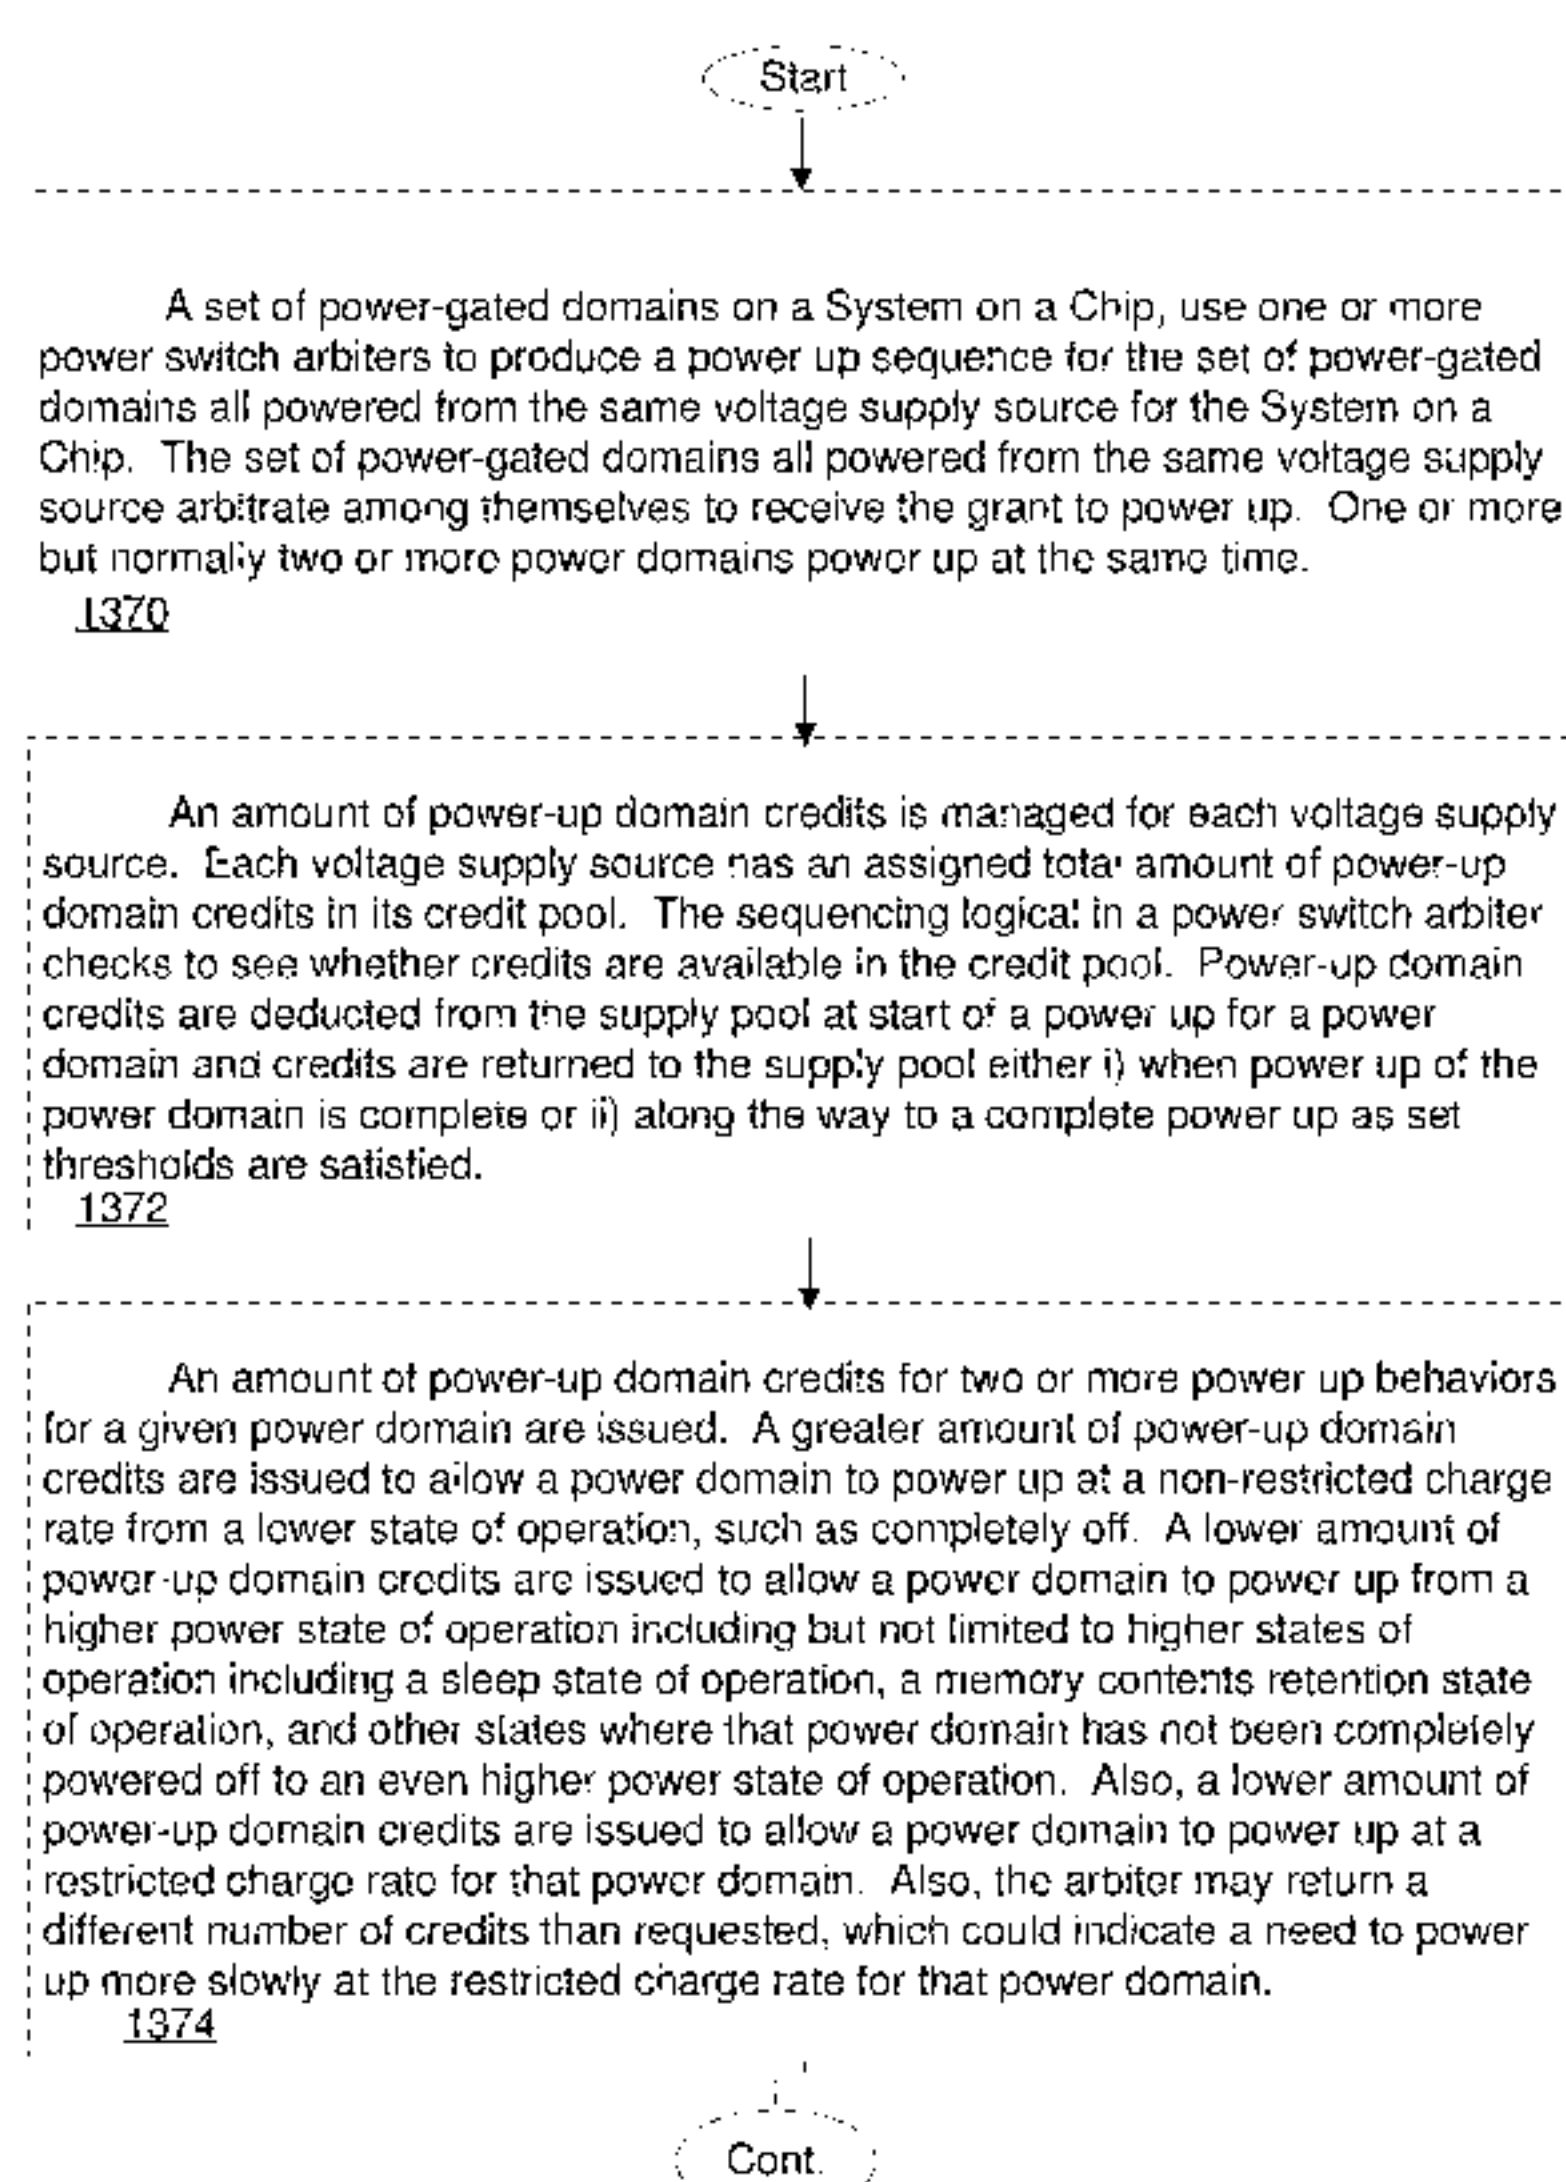 Start
A set of power-gated domains on a System on a Chip, use one or more
power switch arbiters to produce a power up sequence for the set of power-gated
domains all powered from the same voltage supply source for the System on a
Chip. The set of power-gated domains all powered from the same voltage supply
source arbitrate among themselves to receive the grant to power up. One or more
but normally two or more power domains power up at the same time.
1370
An amount of power-up domain credits is managed for each voltage supply
source. Each voltage supply source has an assigned total amount of power-up
domain credits in its credit pool. The sequencing logical in a power switch arbiter
checks to see whether credits are available in the credit pool. Power-up domain
credits are deducted from the supply pool at start of a power up for a power
domain and credits are returned to the supply pool either i) when power up of the
power domain is complete or ii) along the way to a complete power up as set
thresholds are satisfied.
1372
An amount of power-up domain credits for two or more power up behaviors
for a given power domain are issued. A greater amount of power-up domain
credits are issued to allow a power domain to power up at a non-restricted charge
rate from a lower state of operation, such as completely off. A lower amount of
power-up domain credits are issued to allow a power domain to power up from a
higher power state of operation including but not limited to higher states of
operation including a sleep state of operation, a memory contents retention state
of operation, and other states where that power domain has not been completely
powered off to an even higher power state of operation. Also, a lower amount of
power-up domain credits are issued to allow a power domain to power up at a
restricted charge rate for that power domain. Also, the arbiter may return a
different number of credits than requested, which could indicate a need to power
up more slowly at the restricted charge rate for that power domain.
1374
Cont.